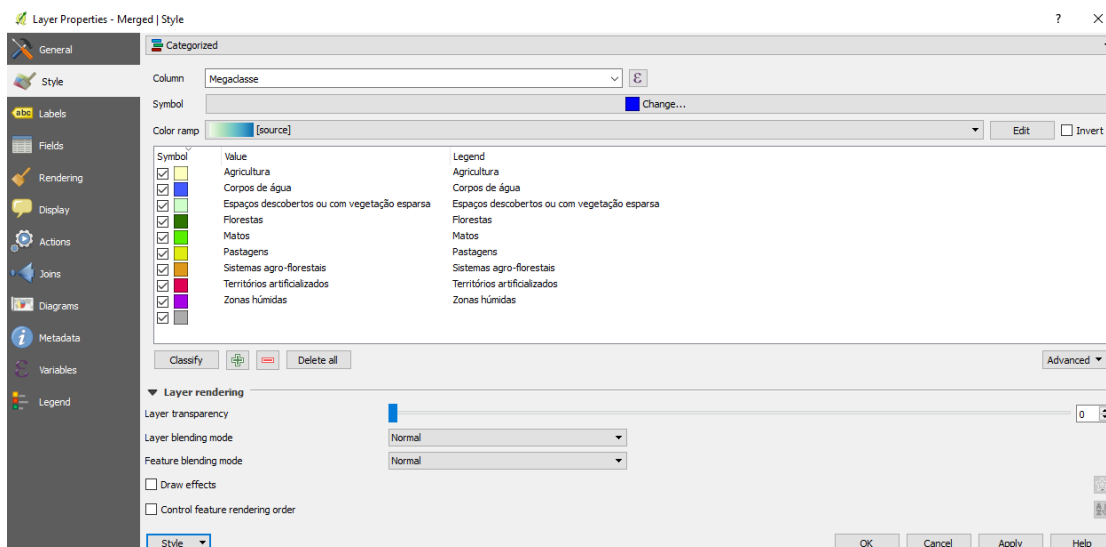 Layer Properties - Merged | Style
?
General
Style
abc Labels
Fields
Rendering
Display
Actions
Joins
Diagrams
Metadata
Variables
Legend
Categorized
Column Megaclasse ε
Symbol Change...
Color ramp [source] Edit Invert
Symbol Value Legend
Agricultura Agricultura
Corpos de água Corpos de água
Espaços descobertos ou com vegetação esparsa Espaços descobertos ou com vegetação esparsa
Florestas Florestas
Matos Matos
Pastagens Pastagens
Sistemas agro-florestais Sistemas agro-florestais
Territórios artificializados Territórios artificializados
Zonas húmidas Zonas húmidas
Classify Delete all Advanced
Layer rendering
Layer transparency 0
Layer blending mode Normal
Feature blending mode Normal
Draw effects
Control feature rendering order
Style OK Cancel Apply Help